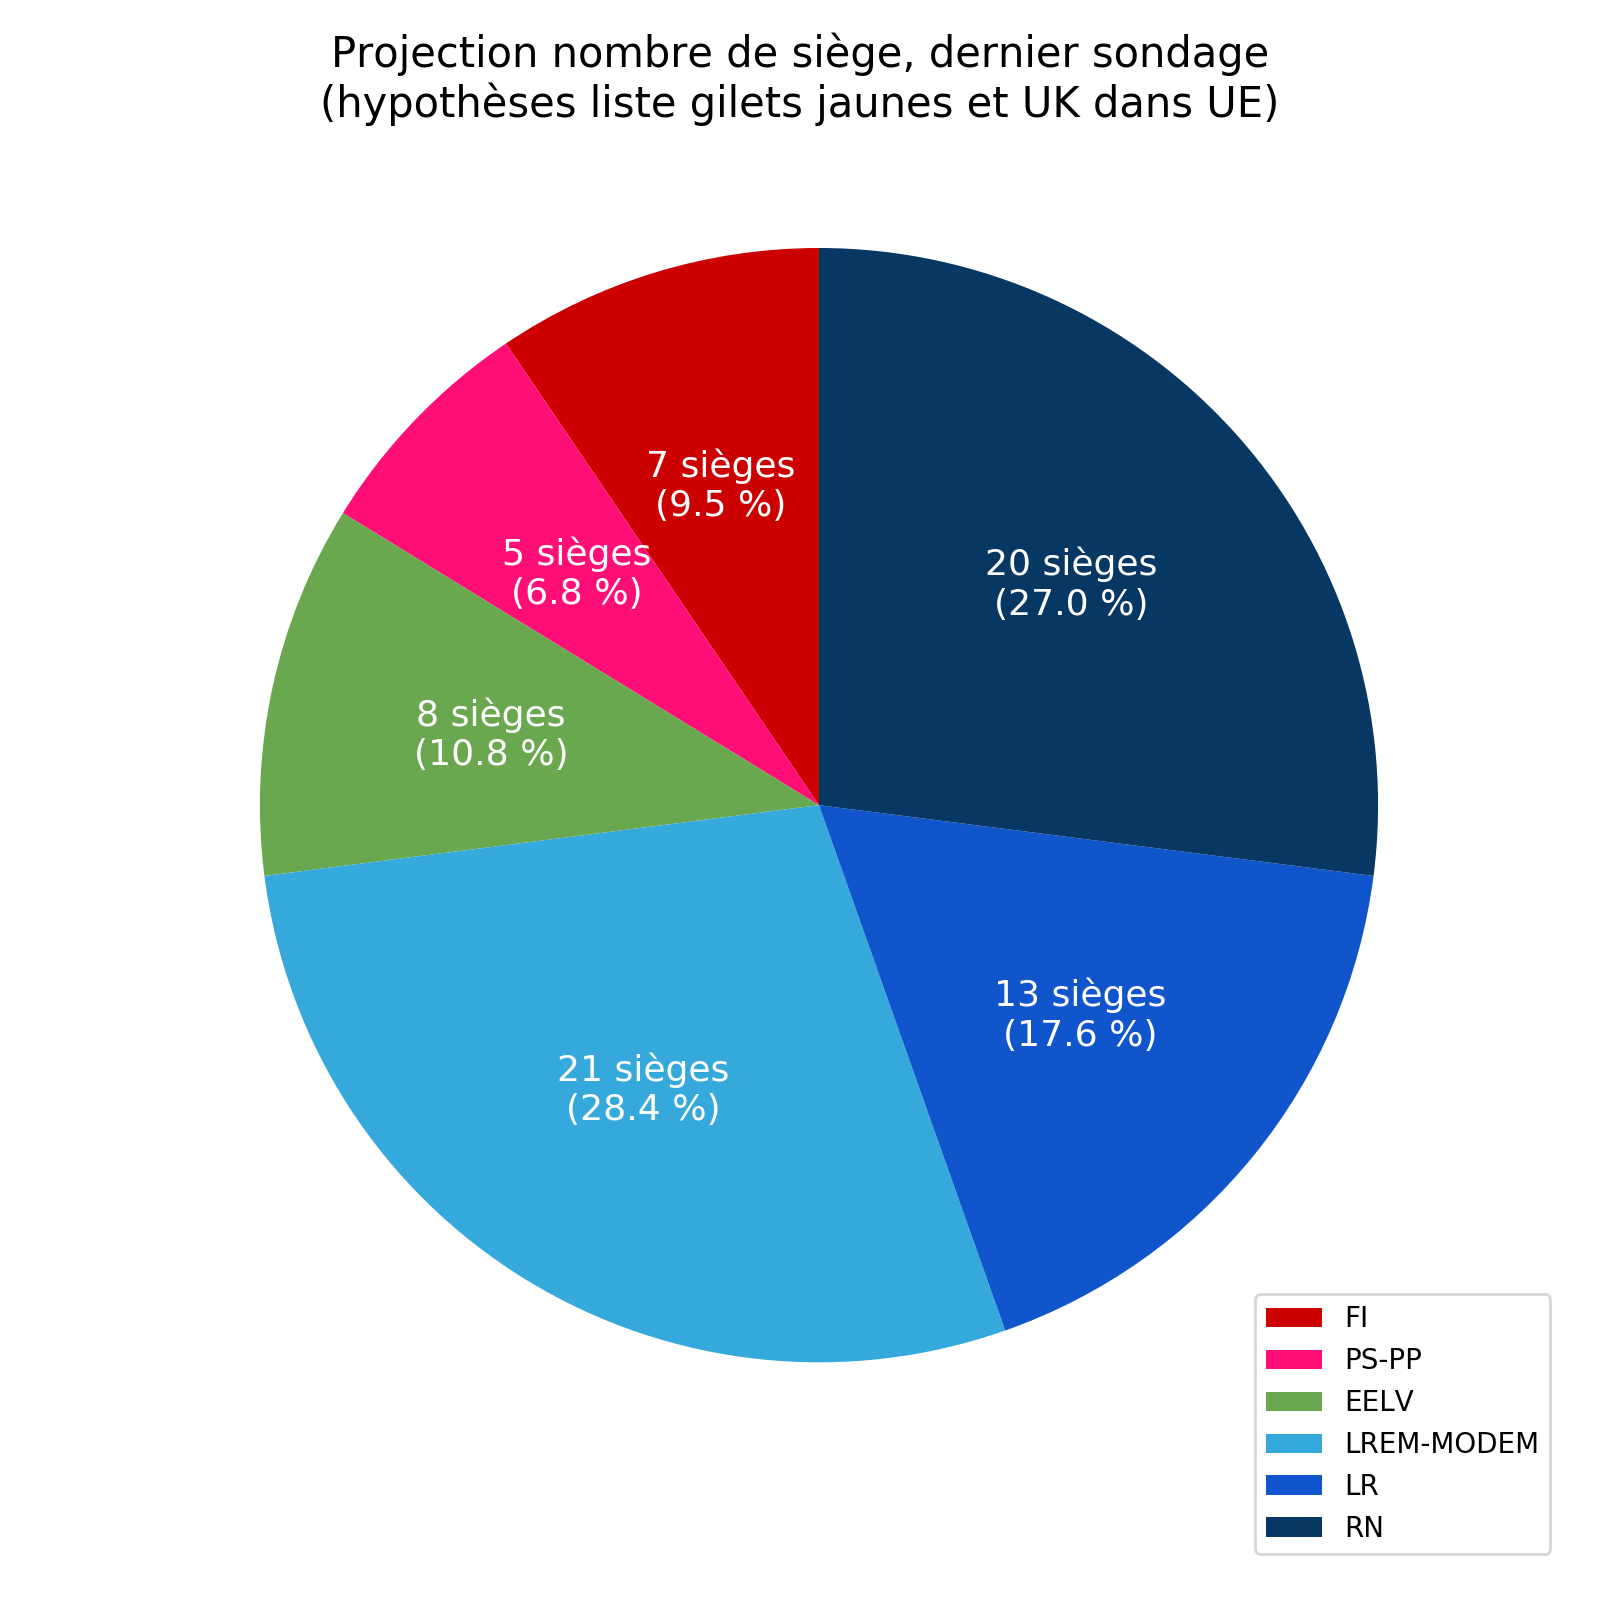 Projection nombre de siège, dernier sondage
(hypothèses liste gilets jaunes et UK dans UE)
7 sièges
(9.5 %)
5 sièges
(6.8 %)
20 sièges
(27.0 %)
8 sièges
(10.8 %)
13 sièges
(17.6 %)
21 sièges
(28.4 %)
FI
PS-PP
EELV
LREM-MODEM
LR
RN